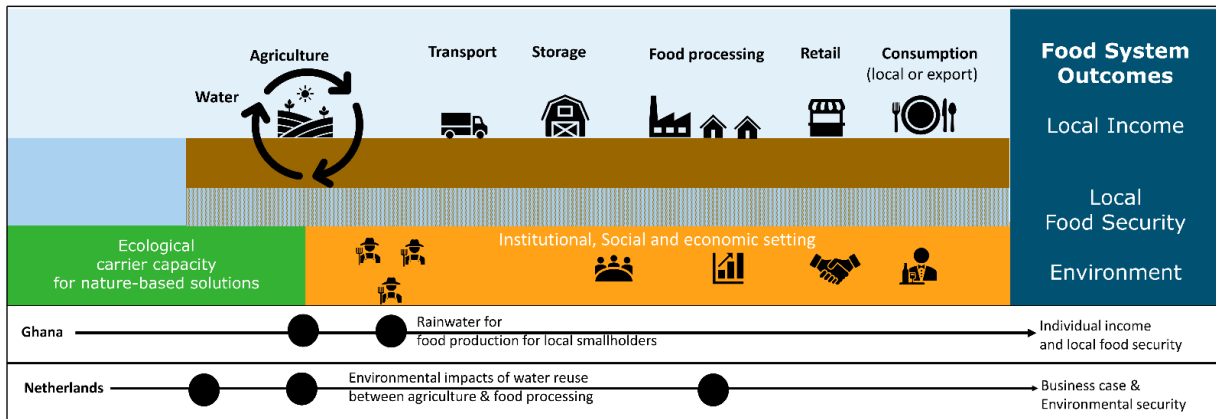 Agriculture
Water
Transport
Storage
Food processing
Retail
Consumption
(local or export)
Food System
Outcomes
Local Income
Local
Food Security
Environment
Ecological
carrier capacity
for nature-based solutions
Institutional, Social and economic setting
Ghana
Rainwater for
food production for local smallholders
Individual income
and local food security
Netherlands
Environmental impacts of water reuse
between agriculture & food processing
Business case &
Environmental security